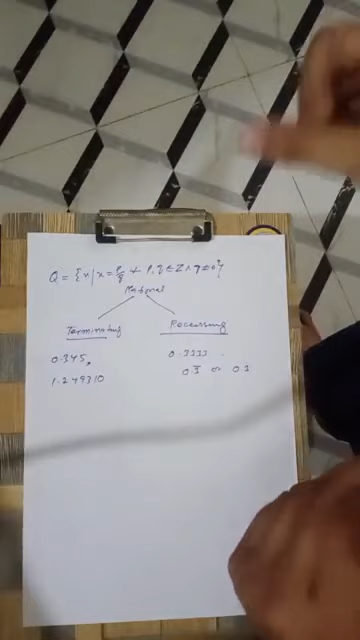 Q = {x | x = p/q ∀ p, q ∈ Z ∧ q ≠ 0}
Rational
Terminating Recurring
0.345, 0.3333 .
1.249310 0.3̅ or 0.3